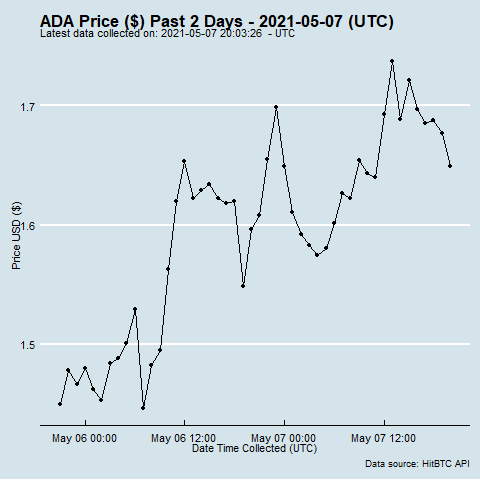 ADA Price ($) Past 2 Days - 2021-05-07 (UTC)
Latest data collected on: 2021-05-07 20:03:26 - UTC
1.7
1.6
1.5
Price USD ($)
May 06 00:00
May 06 12:00
May 07 00:00
May 07 12:00
Date Time Collected (UTC)
Data source: HitBTC API